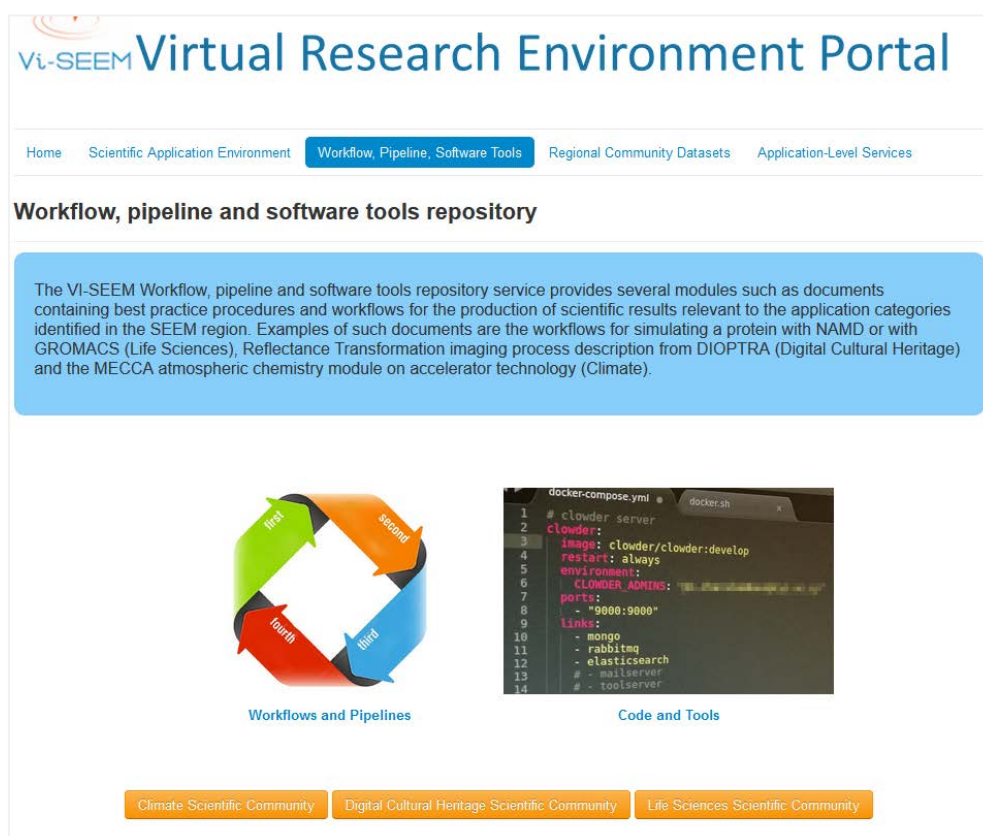 Vi-SEEM Virtual Research Environment Portal
Home Scientific Application Environment Workflow, Pipeline, Software Tools Regional Community Datasets Application-Level Services
Workflow, pipeline and software tools repository
The VI-SEEM Workflow, pipeline and software tools repository service provides several modules such as documents
containing best practice procedures and workflows for the production of scientific results relevant to the application categories
identified in the SEEM region. Examples of such documents are the workflows for simulating a protein with NAMD or with
GROMACS (Life Sciences), Reflectance Transformation imaging process description from DIOPTRA (Digital Cultural Heritage)
and the MECCA atmospheric chemistry module on accelerator technology (Climate).
first
second
third
fourth
docker-compose.yml docker.sh x
1 # clowder server
2 clowder:
3 image: clowder/clowder:develop
4 restart: always
5 environment:
6 CLOWDER_ADMINS:
7 ports:
8 - "9000:9000"
9 links:
10 - mongo
11 - rabbitmq
12 - elasticsearch
13 # - mailserver
14 # - toolserver
Workflows and Pipelines
Code and Tools
Climate Scientific Community Digital Cultural Heritage Scientific Community Life Sciences Scientific Community